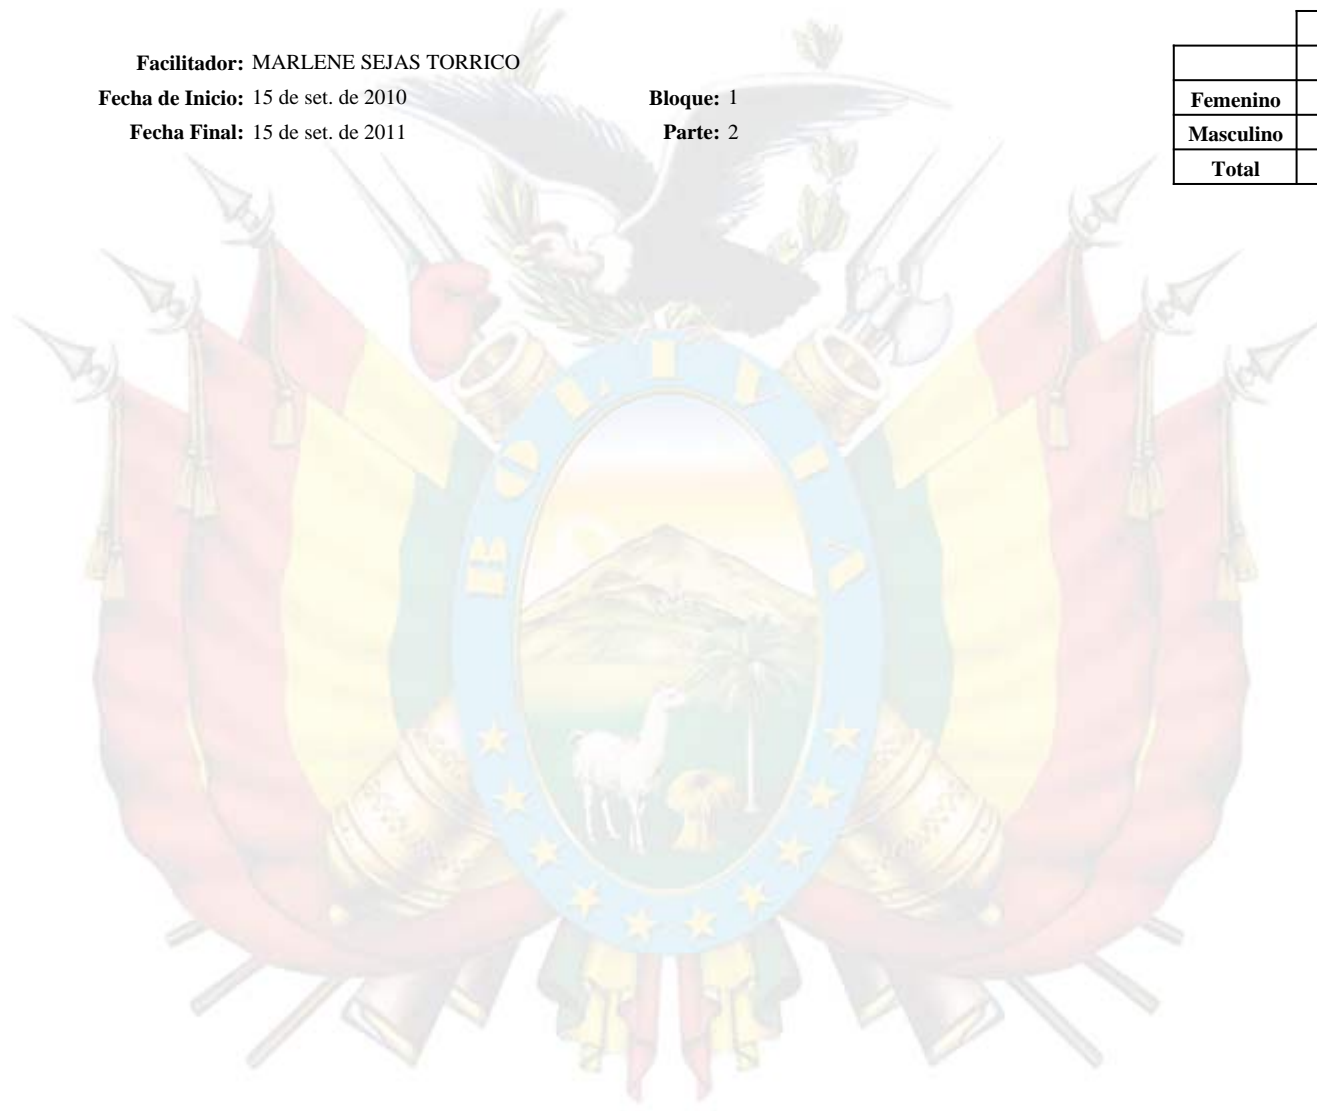 Facilitador: MARLENE SEJAS TORRICO
Fecha de Inicio: 15 de set. de 2010 Bloque: 1
Fecha Final: 15 de set. de 2011 Parte: 2
Femenino
Masculino
Total
BOLIVIA